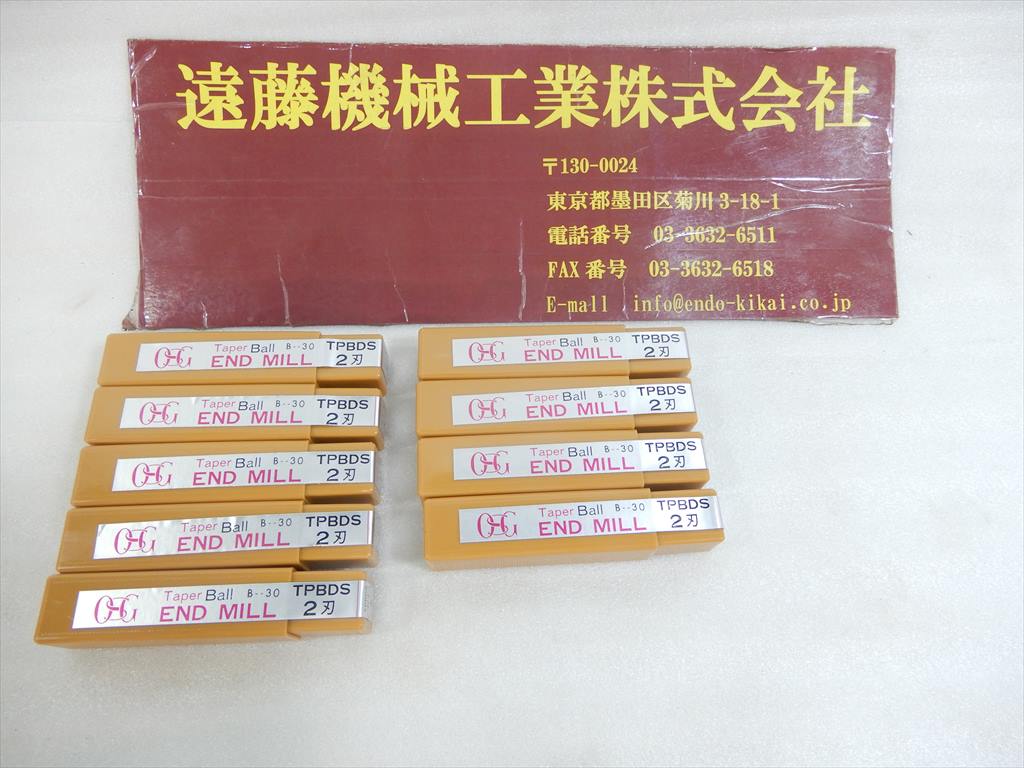 遠藤機械工業株式会社
〒130-0024
東京都墨田区菊川 3-18-1
電話番号 03-3632-6511
FAX 番号 03-3632-6518
E-mall info@endo-kikai.co.jp
OSG Taper Ball B--30 TPBDS
END MILL 2刃
OSG Taper Ball B--30 TPBDS
END MILL 2刃
OSG Taper Ball B--30 TPBDS
END MILL 2刃
OSG Taper Ball B--30 TPBDS
END MILL 2刃
OSG Taper Ball B--30 TPBDS
END MILL 2刃
OSG Taper Ball B--30 TPBDS
END MILL 2刃
OSG Taper Ball B--30 TPBDS
END MILL 2刃
OSG Taper Ball B--30 TPBDS
END MILL 2刃
OSG Taper Ball B--30 TPBDS
END MILL 2刃